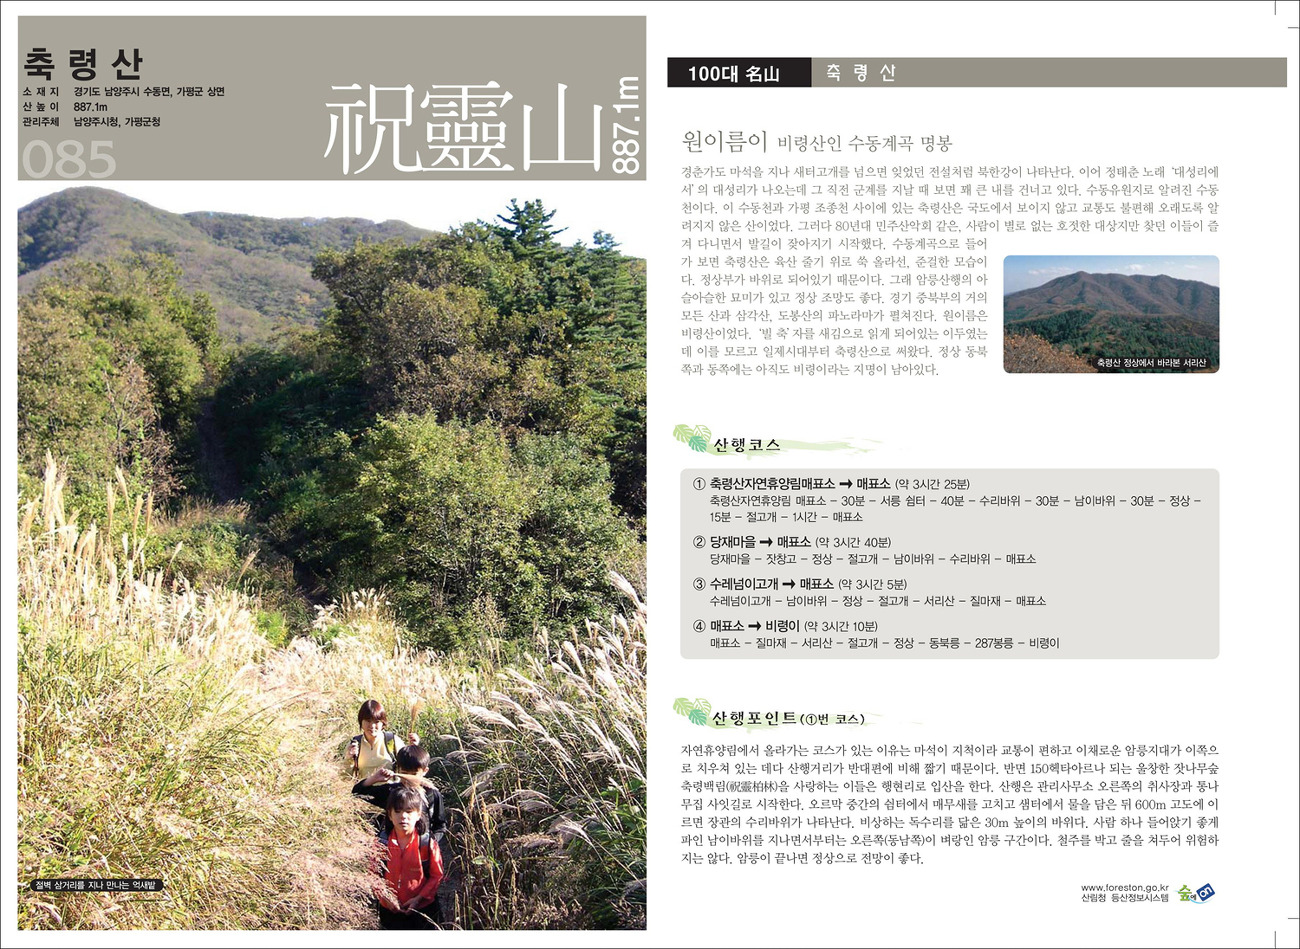 축령산
소재지 경기도 남양주시 수동면, 가평군 상면
산높이 887.1m
관리주체 남양주시청, 가평군청
085
祝靈山
887.1m
절벽 삼거리를 지나 만나는 억새밭
100대 名山 축령산
원이름이 비령산인 수동계곡 명봉
경춘가도 마석을 지나 새터고개를 넘으면 잊었던 전설처럼 북한강이 나타난다. 이어 정태춘 노래 ‘대성리에
서’의 대성리가 나오는데 그 직전 군계를 지날 때 보면 꽤 큰 내를 건너고 있다. 수동유원지로 알려진 수동
천이다. 이 수동천과 가평 조종천 사이에 있는 축령산은 국도에서 보이지 않고 교통도 불편해 오래도록 알
려지지 않은 산이었다. 그러다 80년대 민주산악회 같은, 사람이 별로 없는 호젓한 대상지만 찾던 이들이 즐
겨 다니면서 발길이 잦아지기 시작했다. 수동계곡으로 들어
가 보면 축령산은 육산 줄기 위로 쑥 올라선, 준걸한 모습이
다. 정상부가 바위로 되어있기 때문이다. 그래 암릉산행의 아
슬아슬한 묘미가 있고 정상 조망도 좋다. 경기 중북부의 거의
모든 산과 삼각산, 도봉산의 파노라마가 펼쳐진다. 원이름은
비령산이었다. ‘빌 축’자를 새김으로 읽게 되어있는 이두였는
데 이를 모르고 일제시대부터 축령산으로 써왔다. 정상 동북
쪽과 동쪽에는 아직도 비령이라는 지명이 남아있다.
축령산 정상에서 바라본 서리산
산행코스
① 축령산자연휴양림매표소 ➞ 매표소 (약 3시간 25분)
축령산자연휴양림 매표소 – 30분 – 서릉 쉼터 – 40분 – 수리바위 – 30분 – 남이바위 – 30분 – 정상 –
15분 – 절고개 – 1시간 – 매표소
② 당재마을 ➞ 매표소 (약 3시간 40분)
당재마을 – 잣창고 – 정상 – 절고개 – 남이바위 – 수리바위 – 매표소
③ 수레넘이고개 ➞ 매표소 (약 3시간 5분)
수레넘이고개 – 남이바위 – 정상 – 절고개 – 서리산 – 질마재 – 매표소
④ 매표소 ➞ 비령이 (약 3시간 10분)
매표소 – 질마재 – 서리산 – 절고개 – 정상 – 동북릉 – 287봉릉 – 비령이
산행포인트(①번 코스)
자연휴양림에서 올라가는 코스가 있는 이유는 마석이 지척이라 교통이 편하고 이채로운 암릉지대가 이쪽으
로 치우쳐 있는 데다 산행거리가 반대편에 비해 짧기 때문이다. 반면 150헥타아르나 되는 울창한 잣나무숲
축령백림(祝靈柏林)을 사랑하는 이들은 행현리로 입산을 한다. 산행은 관리사무소 오른쪽의 취사장과 통나
무집 사잇길로 시작한다. 오르막 중간의 쉼터에서 매무새를 고치고 샘터에서 물을 담은 뒤 600m 고도에 이
르면 장관의 수리바위가 나타난다. 비상하는 독수리를 닮은 30m 높이의 바위다. 사람 하나 들어앉기 좋게
파인 남이바위를 지나면서부터는 오른쪽(동남쪽)이 벼랑인 암릉 구간이다. 철주를 박고 줄을 쳐두어 위험하
지는 않다. 암릉이 끝나면 정상으로 전망이 좋다.
www.foreston.go.kr
산림청 등산정보시스템
숲에on